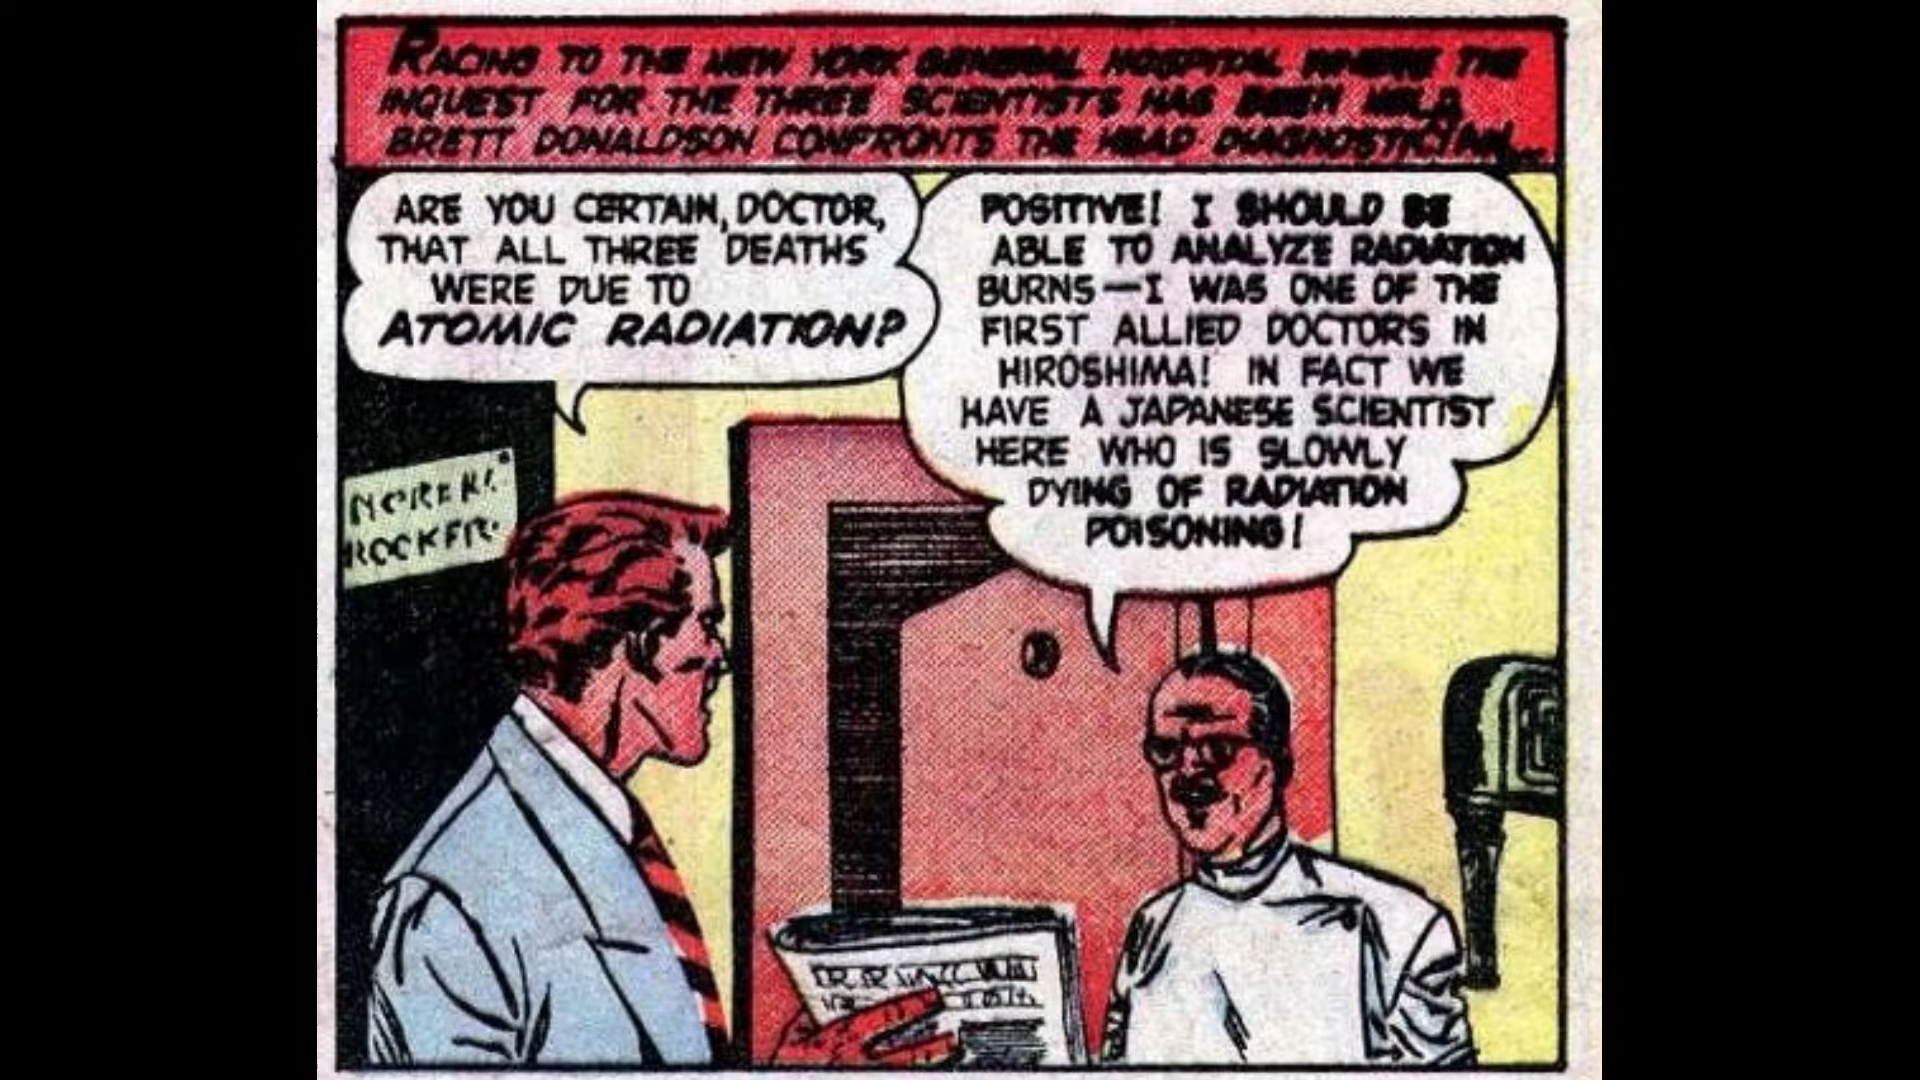 RACING TO THE NEW YORK GENERAL HOSPITAL WHERE THE
INQUEST FOR THE THREE SCIENTISTS HAS BEEN HELD,
BRETT DONALDSON CONFRONTS THE HEAD DIAGNOSTICIAN...
ARE YOU CERTAIN, DOCTOR,
THAT ALL THREE DEATHS
WERE DUE TO
ATOMIC RADIATION?
POSITIVE! I SHOULD BE
ABLE TO ANALYZE RADIATION
BURNS—I WAS ONE OF THE
FIRST ALLIED DOCTORS IN
HIROSHIMA! IN FACT WE
HAVE A JAPANESE SCIENTIST
HERE WHO IS SLOWLY
DYING OF RADIATION
POISONING!